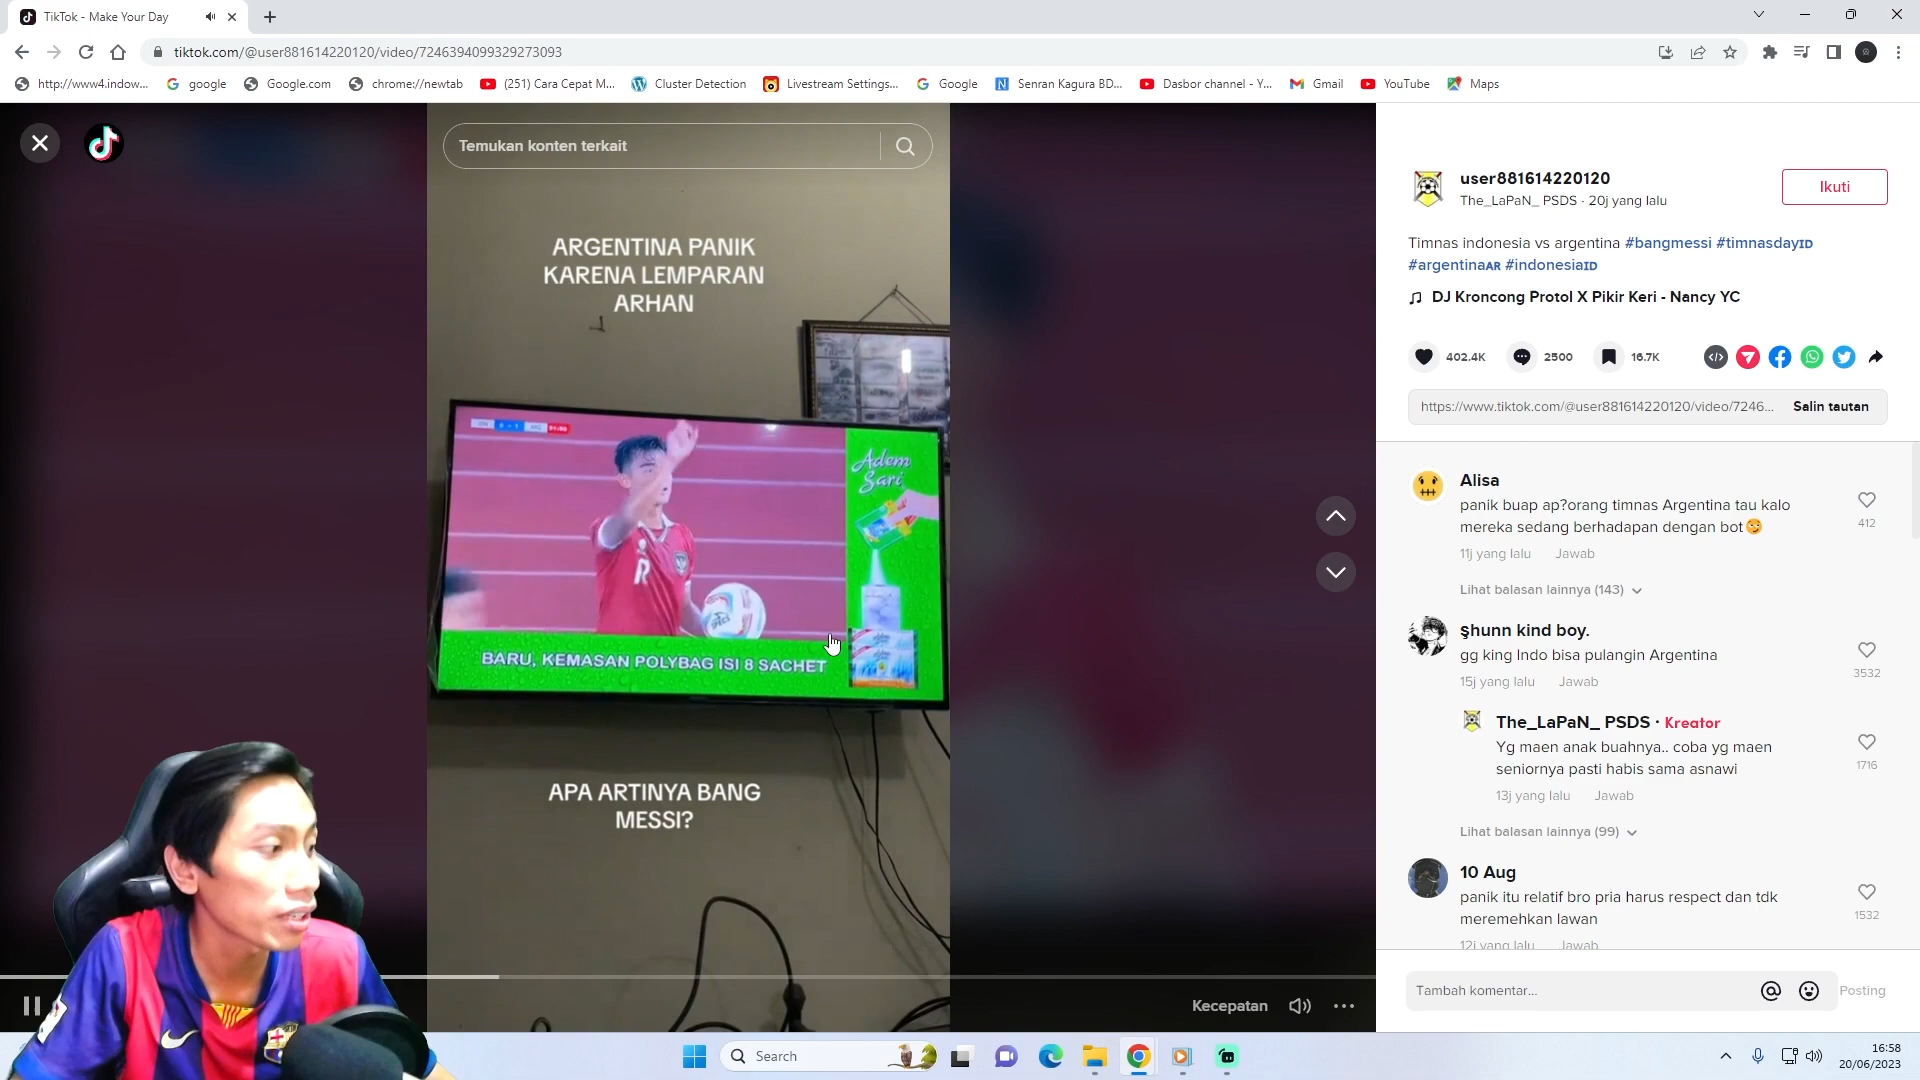 TikTok - Make Your Day
tiktok.com/@user881614220120/video/7246394099329273093
http://www4.indow...
google
Google.com
chrome://newtab
(251) Cara Cepat M...
Cluster Detection
Livestream Settings...
Google
Senran Kagura BD...
Dasbor channel - Y...
Gmail
YouTube
Maps
Temukan konten terkait
ARGENTINA PANIK
KARENA LEMPARAN
ARHAN
Adem
Sari
BARU, KEMASAN POLYBAG ISI 8 SACHET
APA ARTINYA BANG
MESSI?
Kecepatan
user881614220120
The_LaPaN_ PSDS · 20j yang lalu
Ikuti
Timnas indonesia vs argentina #bangmessi #timnasdayID
#argentinaAR #indonesiaID
DJ Kroncong Protol X Pikir Keri - Nancy YC
402.4K
2500
16.7K
https://www.tiktok.com/@user881614220120/video/7246...
Salin tautan
Alisa
panik buap ap?orang timnas Argentina tau kalo
mereka sedang berhadapan dengan bot🙄
412
11j yang lalu Jawab
Lihat balasan lainnya (143)
şhunn kind boy.
gg king Indo bisa pulangin Argentina
3532
15j yang lalu Jawab
The_LaPaN_ PSDS · Kreator
Yg maen anak buahnya.. coba yg maen
seniornya pasti habis sama asnawi
1716
13j yang lalu Jawab
Lihat balasan lainnya (99)
10 Aug
panik itu relatif bro pria harus respect dan tdk
meremehkan lawan
1532
12j yang lalu Jawab
Tambah komentar...
Posting
Search
16:58
20/06/2023